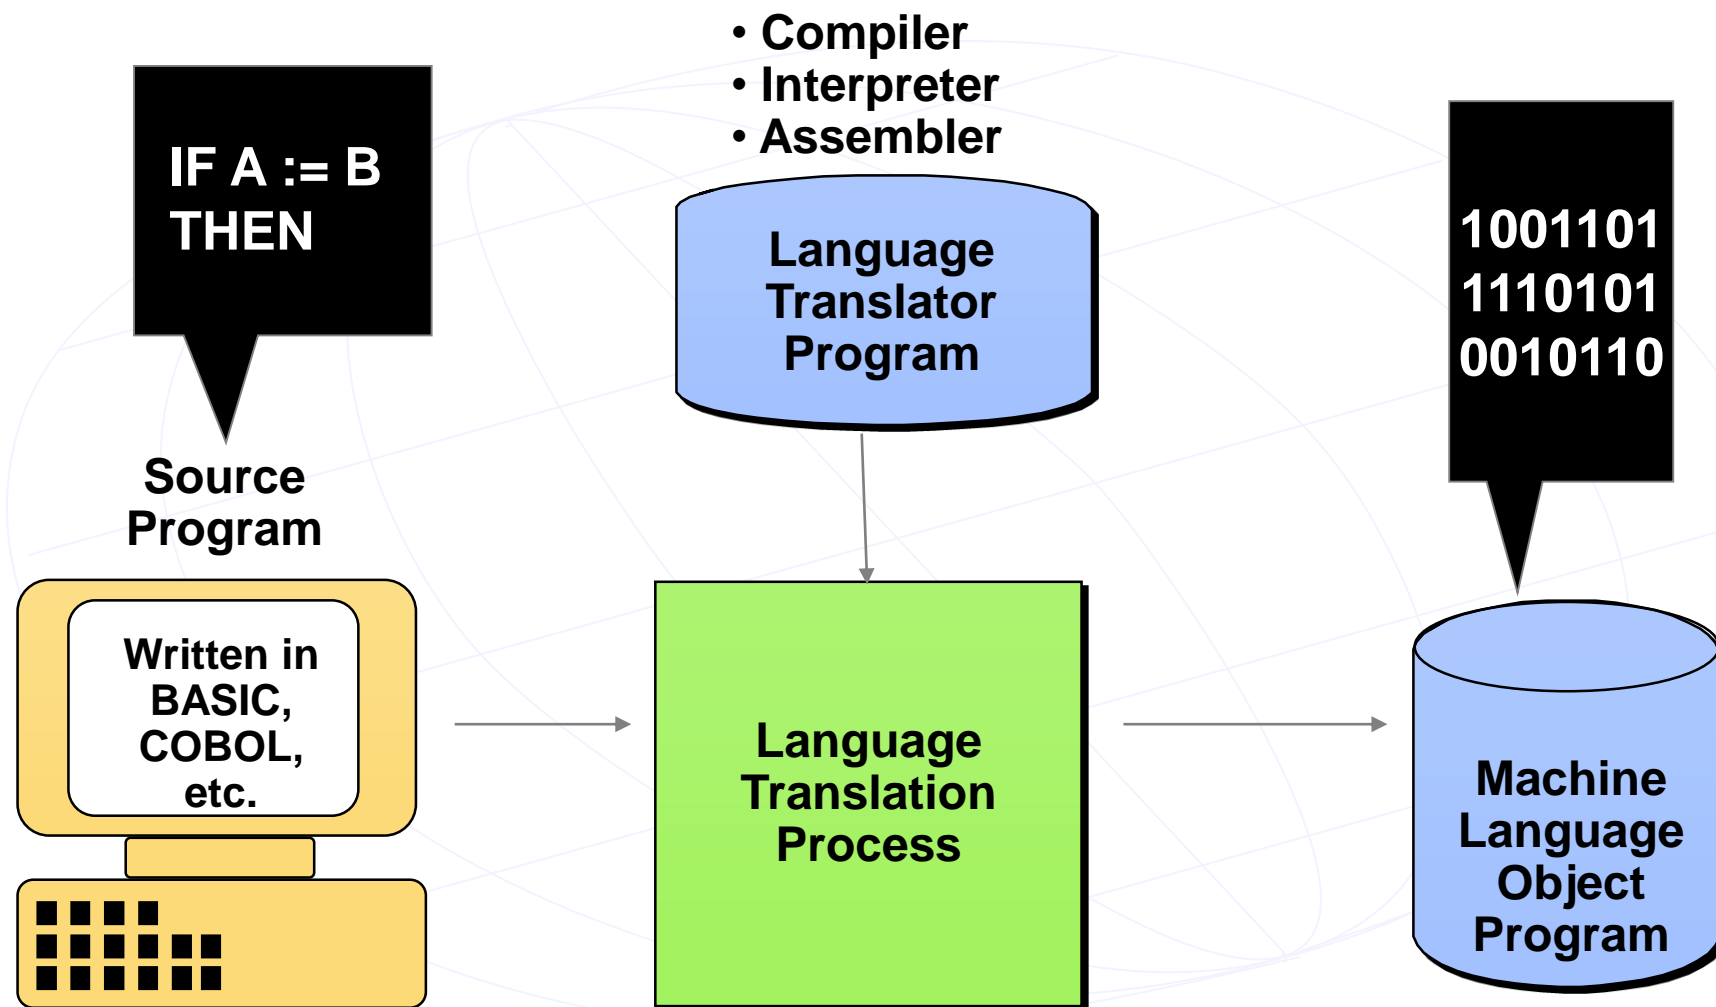 • Compiler
• Interpreter
• Assembler
IF A := B
THEN
Language
Translator
Program
1001101
1110101
0010110
Source
Program
Written in
BASIC,
COBOL,
etc.
Language
Translation
Process
Machine
Language
Object
Program